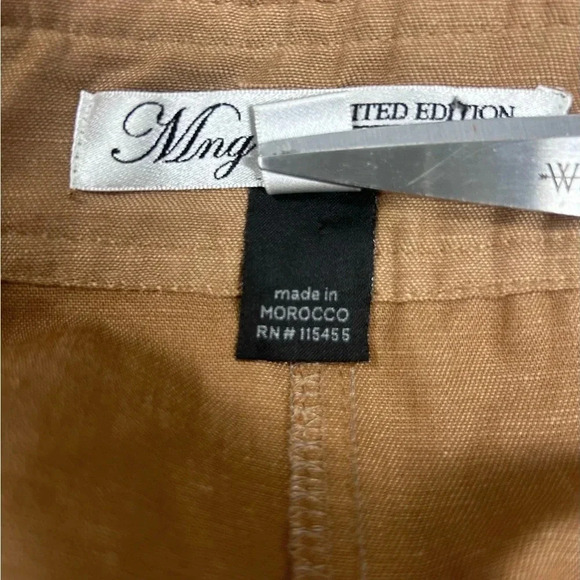 Mng
ITED EDITION
W
made in
MOROCCO
RN # 115455